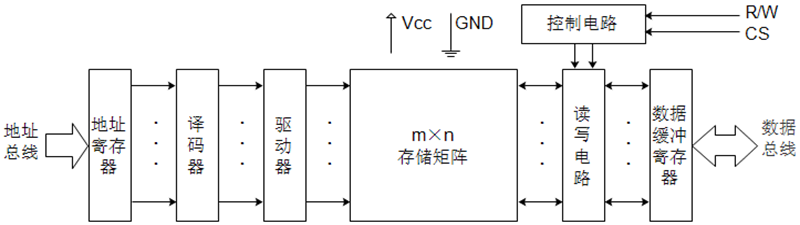 Vcc
GND
控制电路
R/W
CS
地址
总线
地址
寄存
器
译
码
器
驱
动
器
m×n
存储矩阵
读
写
电
路
数据
缓冲
寄存
器
数据
总线